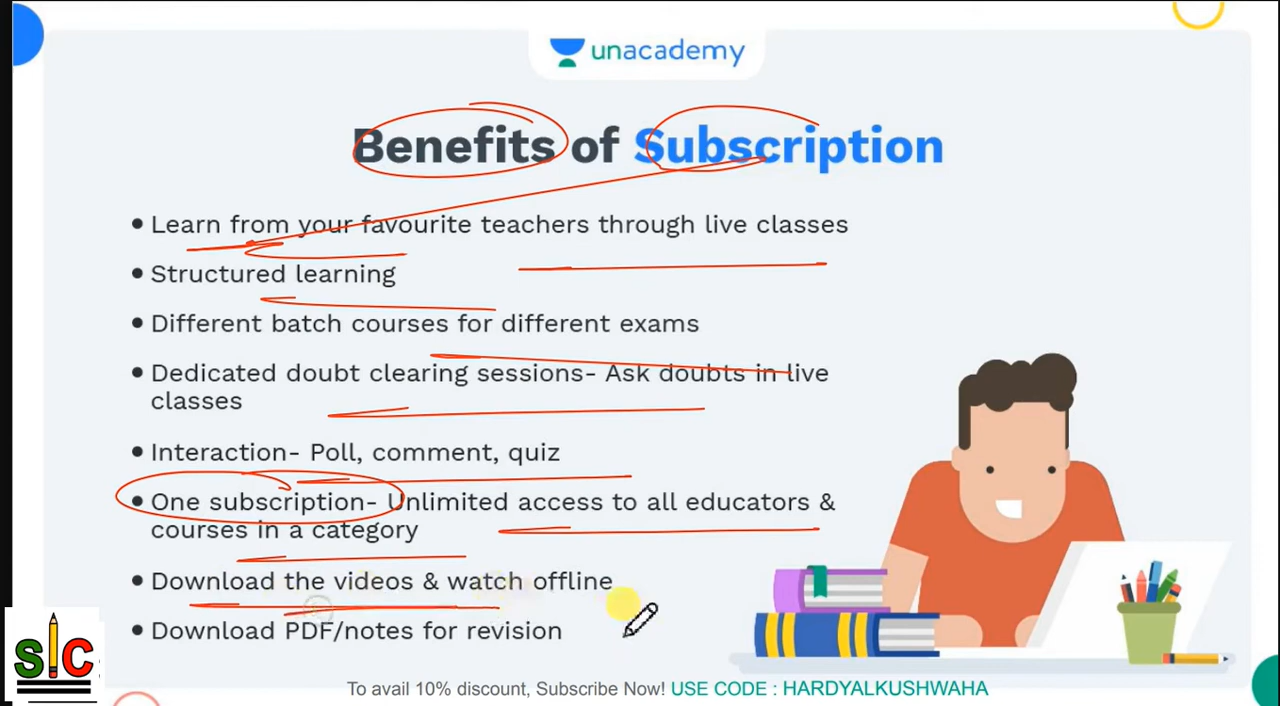 unacademy
Benefits of Subscription
• Learn from your favourite teachers through live classes
• Structured learning
• Different batch courses for different exams
• Dedicated doubt clearing sessions- Ask doubts in live
classes
• Interaction- Poll, comment, quiz
• One subscription- Unlimited access to all educators &
courses in a category
• Download the videos & watch offline
• Download PDF/notes for revision
SIC
To avail 10% discount, Subscribe Now! USE CODE : HARDYALKUSHWAHA